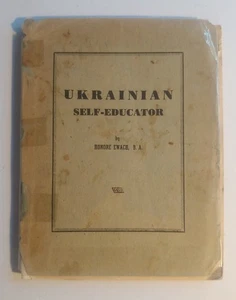 UKRAINIAN
SELF-EDUCATOR
by
HONORE EWACH, B. A.